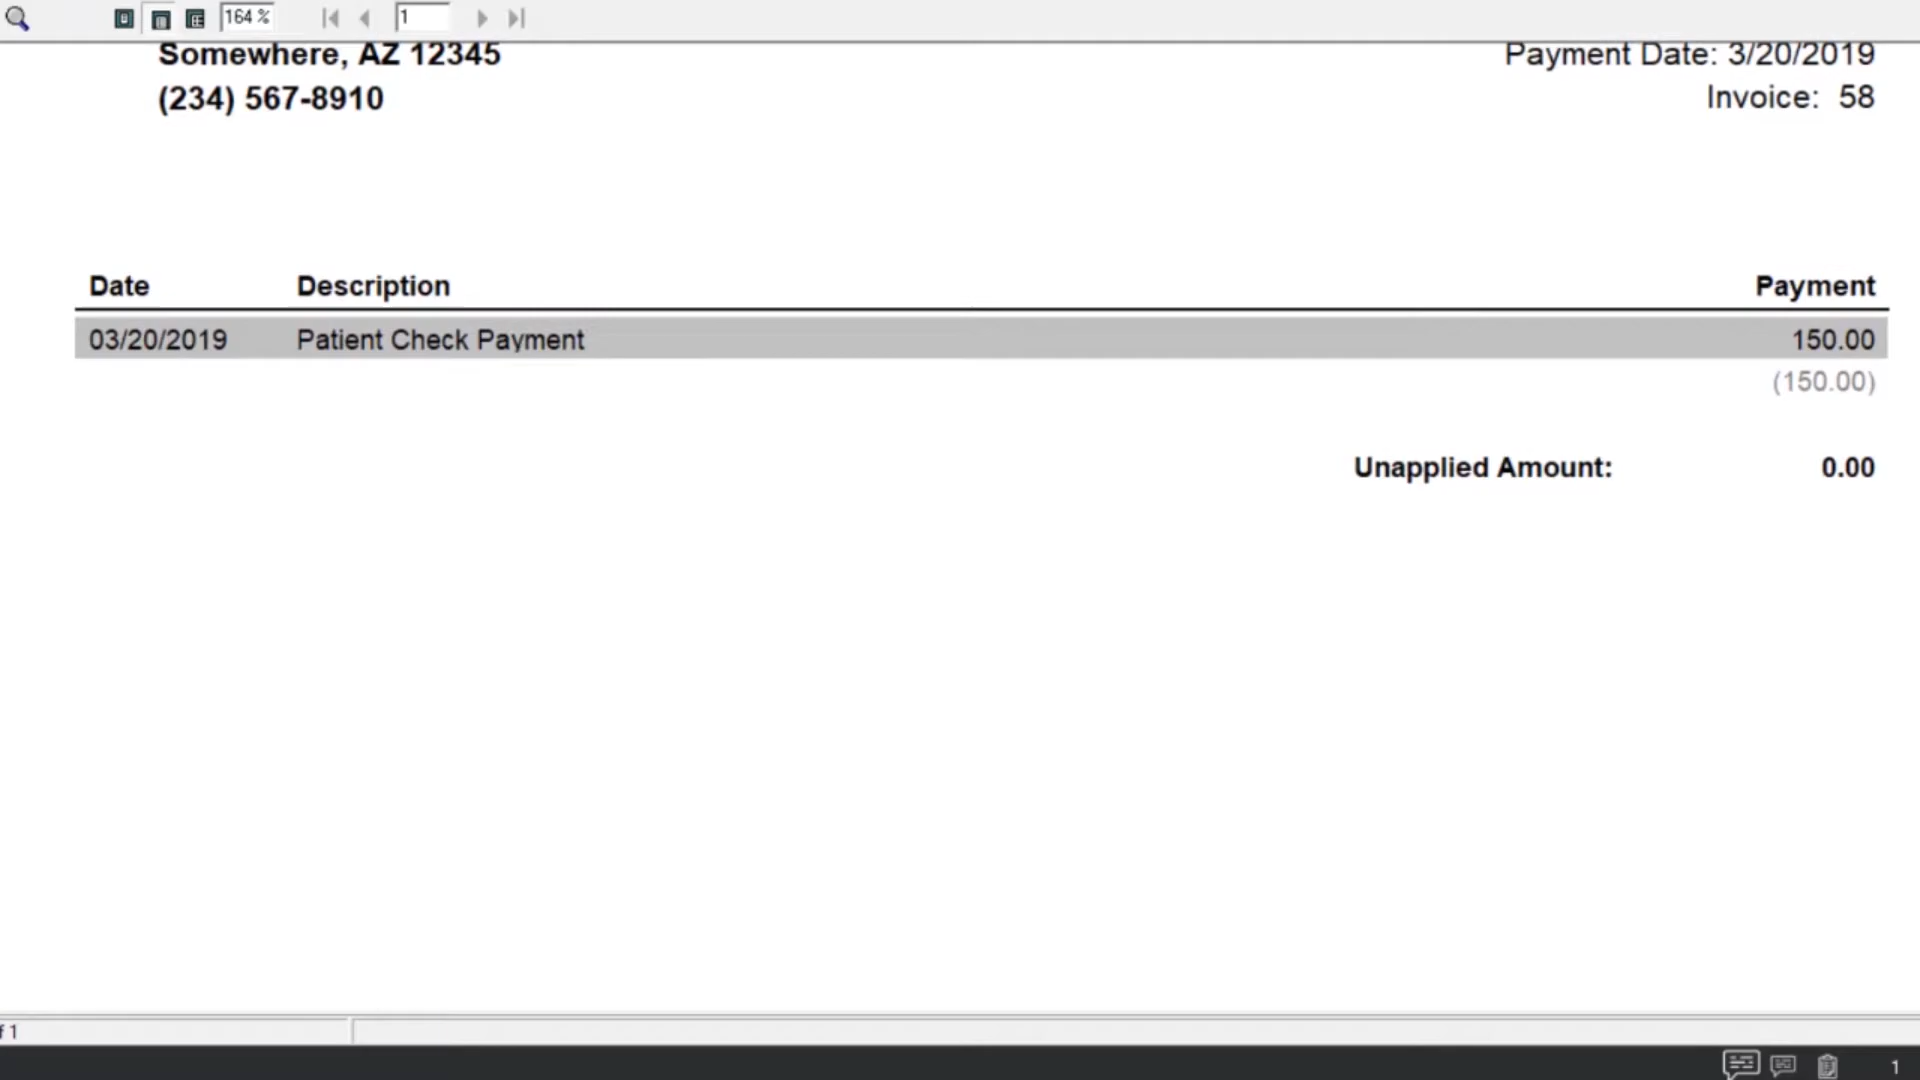 164 %
1
Somewhere, AZ 12345
Payment Date: 3/20/2019
(234) 567-8910
Invoice: 58
Date Description Payment
03/20/2019 Patient Check Payment 150.00
(150.00)
Unapplied Amount: 0.00
f 1
1